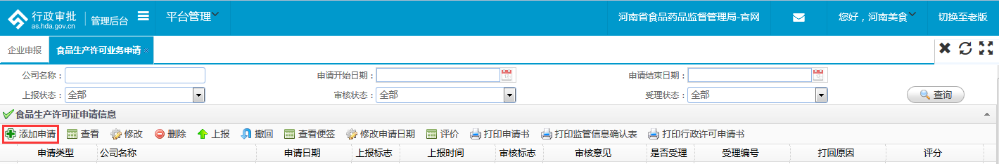 行政审批 管理后台 平台管理 河南省食品药品监督管理局-官网 您好，河南美食 切换至老版
as.hda.gov.cn
企业申报 食品生产许可业务申请
公司名称： 申请开始日期： 申请结束日期：
上报状态： 全部 审核状态： 全部 受理状态： 全部 查询
食品生产许可证申请信息
添加申请 查看 修改 删除 上报 撤回 查看便签 修改申请日期 评价 打印申请书 打印监管信息确认表 打印行政许可申请书
申请类型 公司名称 申请日期 上报标志 上报时间 审核标志 审核意见 是否受理 受理编号 打回原因 评分